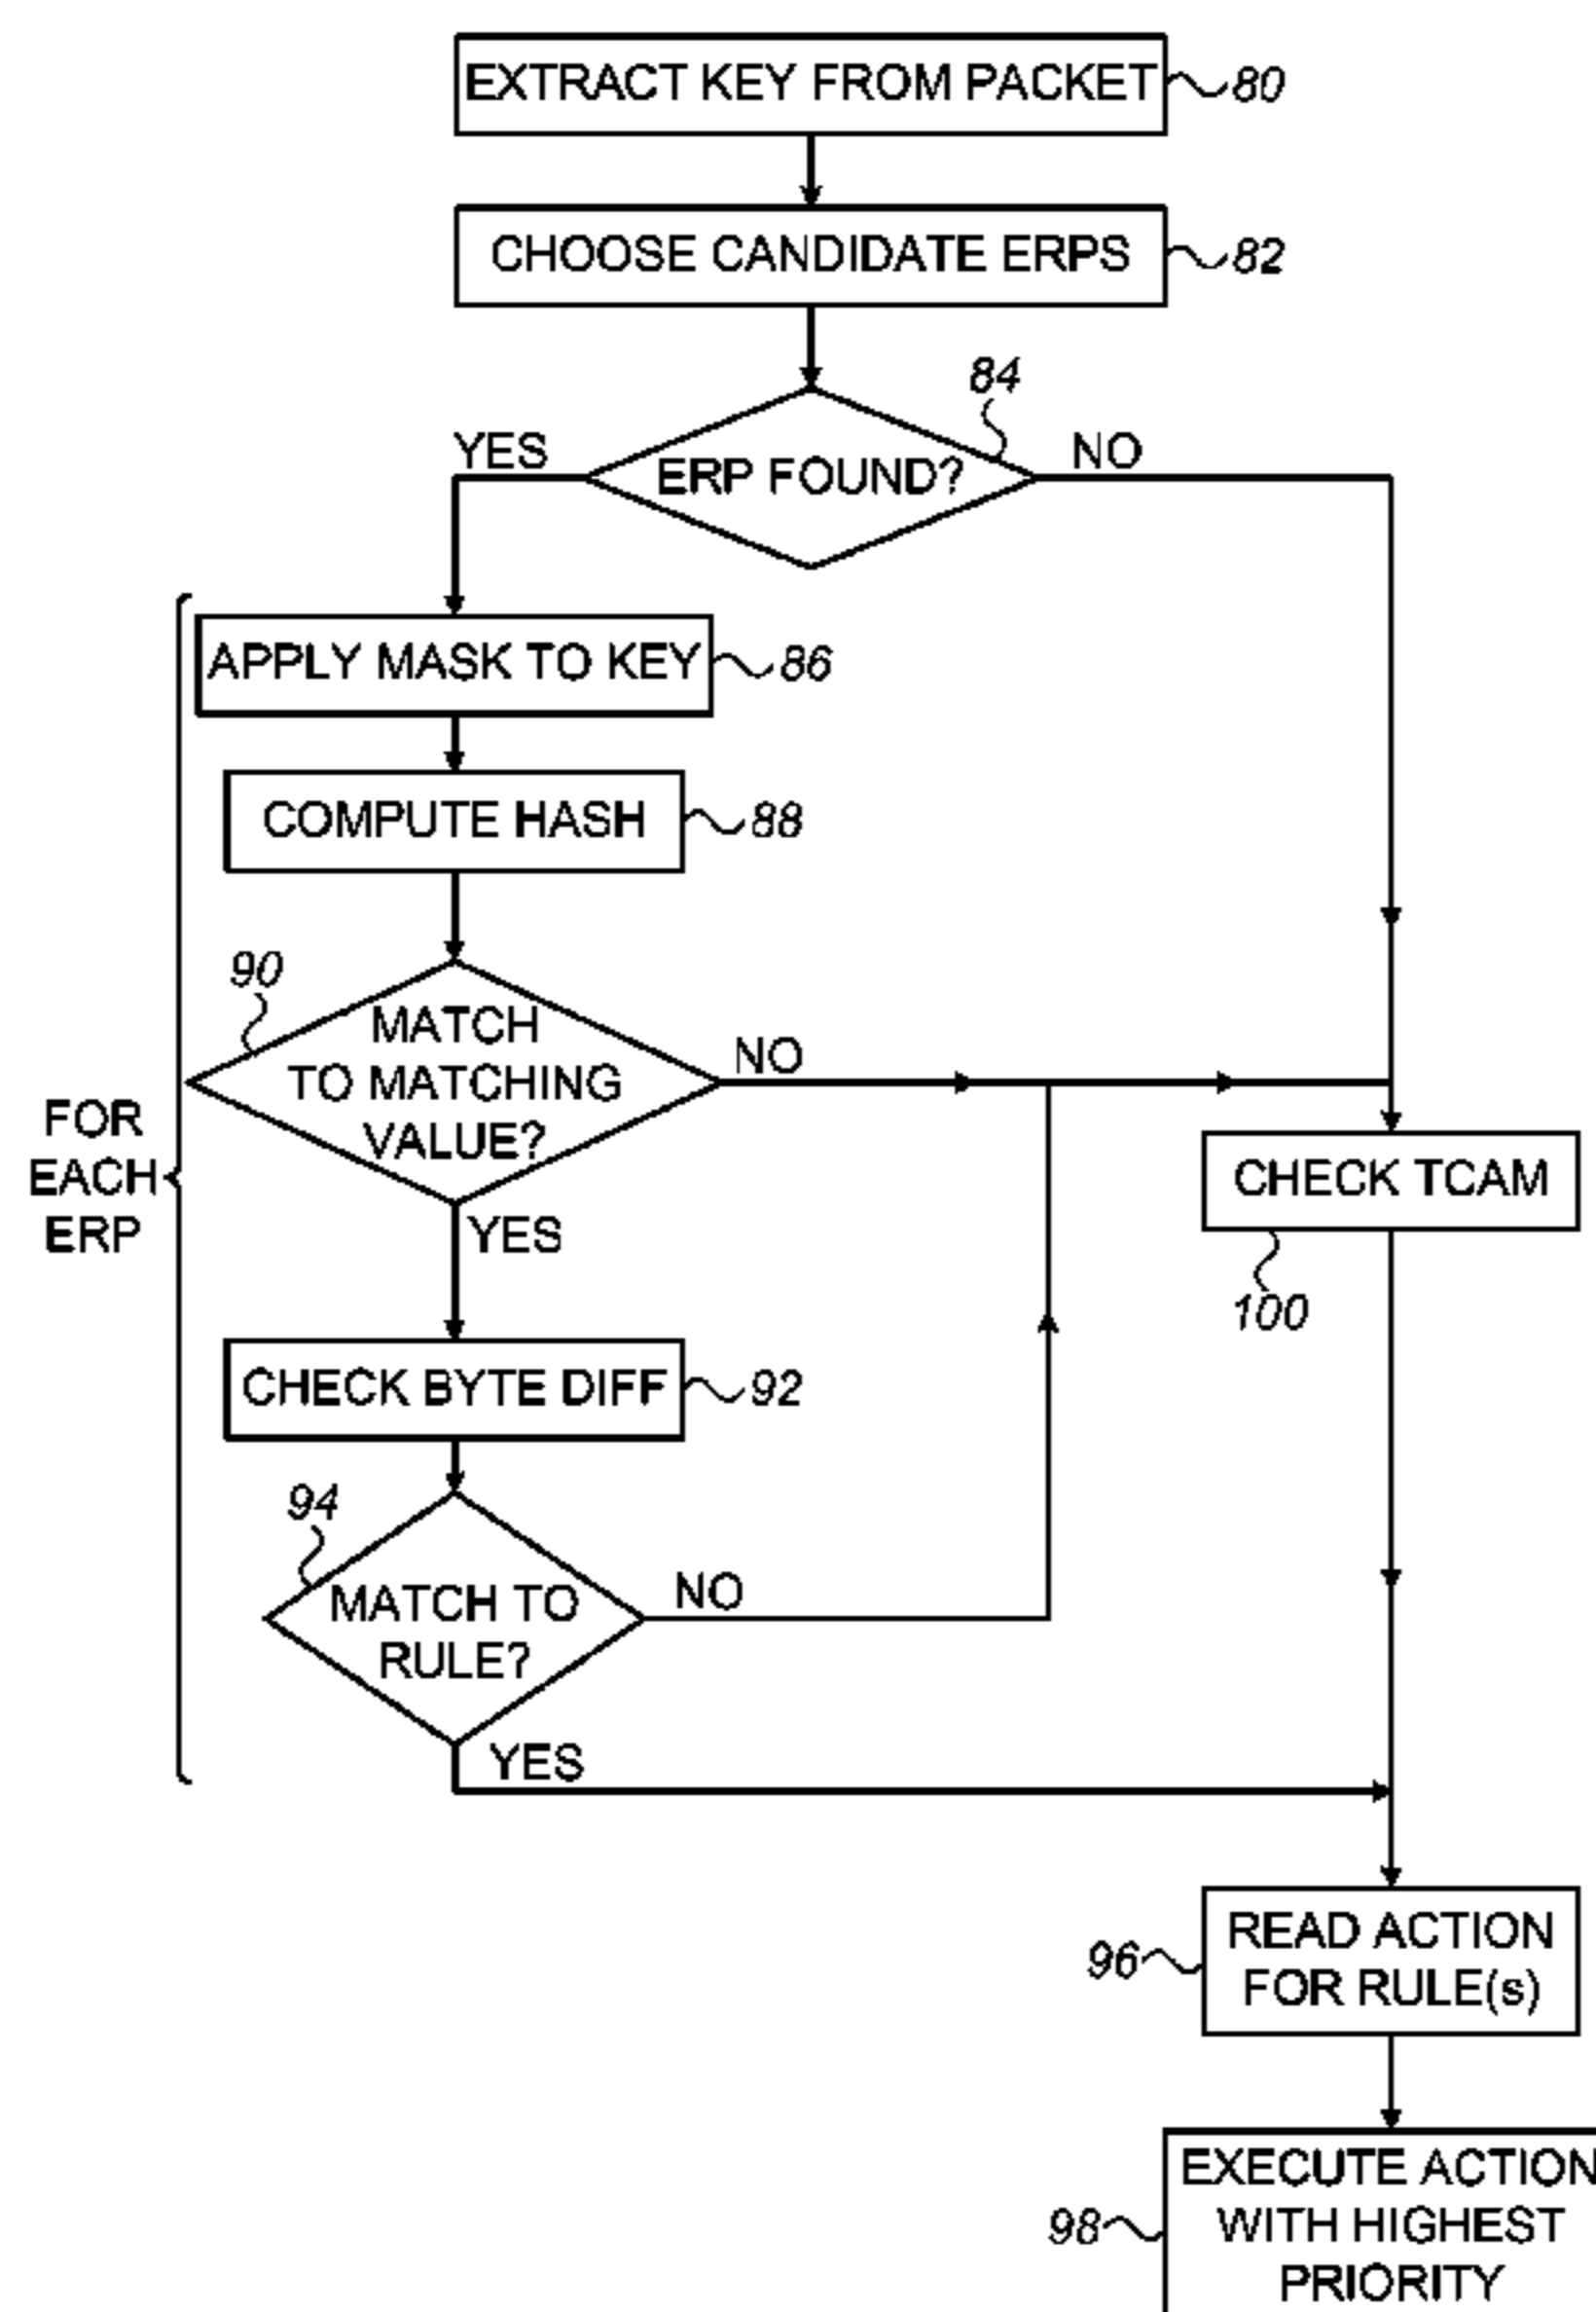 EXTRACT KEY FROM PACKET
80
CHOOSE CANDIDATE ERPS
82
84
YES
ERP FOUND?
NO
APPLY MASK TO KEY
86
COMPUTE HASH
88
90
MATCH
TO MATCHING
VALUE?
NO
FOR
EACH
ERP
YES
CHECK TCAM
100
CHECK BYTE DIFF
92
94
MATCH TO
RULE?
NO
YES
READ ACTION
FOR RULE(s)
96
EXECUTE ACTION
WITH HIGHEST
PRIORITY
98